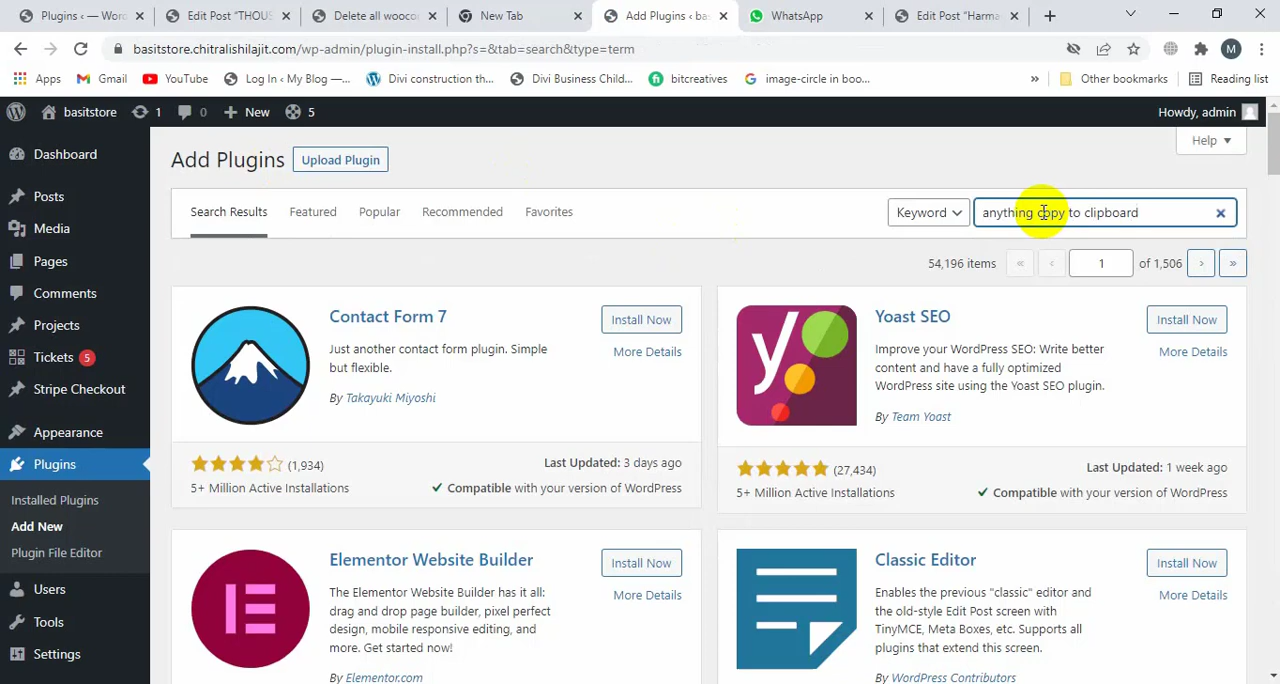 Plugins ‹ — Wor
Edit Post "THOUS
Delete all wooco
New Tab
Add Plugins ‹ ba
WhatsApp
Edit Post "Harma
basitstore.chitralishilajit.com/wp-admin/plugin-install.php?s=&tab=search&type=term
M
Apps
Gmail
YouTube
Log In ‹ My Blog —...
Divi construction th...
Divi Business Child...
bitcreatives
image-circle in boo...
»
Other bookmarks
Reading list
basitstore
1
0
New
5
Howdy, admin
Dashboard
Posts
Media
Pages
Comments
Projects
Tickets 5
Stripe Checkout
Appearance
Plugins
Installed Plugins
Add New
Plugin File Editor
Users
Tools
Settings
Help
Add Plugins
Upload Plugin
Search Results
Featured
Popular
Recommended
Favorites
Keyword
anything copy to clipboard
54,196 items
«
‹
1
of 1,506
›
»
Contact Form 7
Install Now
More Details
Just another contact form plugin. Simple
but flexible.
By Takayuki Miyoshi
(1,934)
5+ Million Active Installations
Last Updated: 3 days ago
Compatible with your version of WordPress
y
Yoast SEO
Install Now
More Details
Improve your WordPress SEO: Write better
content and have a fully optimized
WordPress site using the Yoast SEO plugin.
By Team Yoast
(27,434)
5+ Million Active Installations
Last Updated: 1 week ago
Compatible with your version of WordPress
Elementor Website Builder
Install Now
More Details
The Elementor Website Builder has it all:
drag and drop page builder, pixel perfect
design, mobile responsive editing, and
more. Get started now!
By Elementor.com
Classic Editor
Install Now
More Details
Enables the previous "classic" editor and
the old-style Edit Post screen with
TinyMCE, Meta Boxes, etc. Supports all
plugins that extend this screen.
By WordPress Contributors